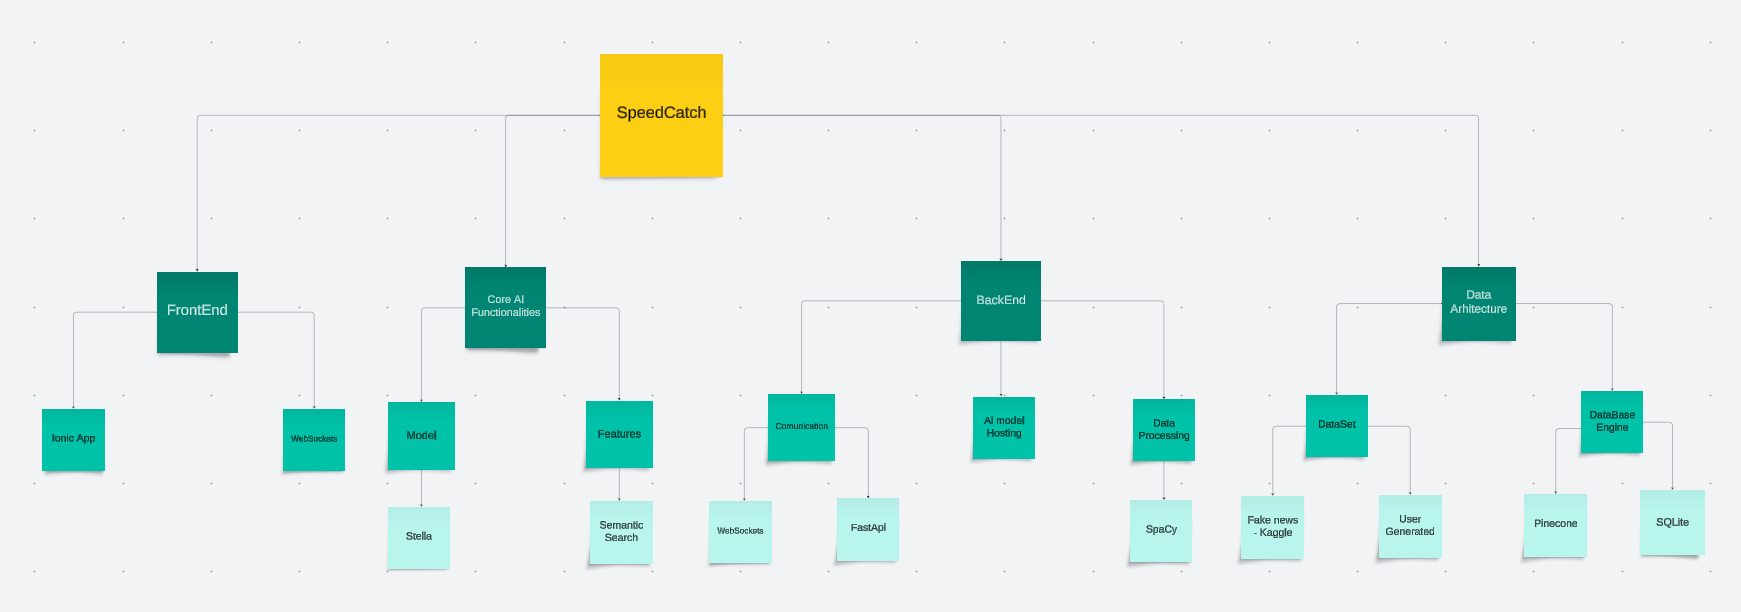 SpeedCatch
FrontEnd
Core AI
Functionalities
BackEnd
Data
Arhitecture
Ionic App
WebSockets
Model
Features
Comunication
AI model
Hosting
Data
Processing
DataSet
DataBase
Engine
Stella
Semantic
Search
WebSockets
FastApI
SpaCy
Fake news
- Kaggle
User
Generated
Pinecone
SQLite